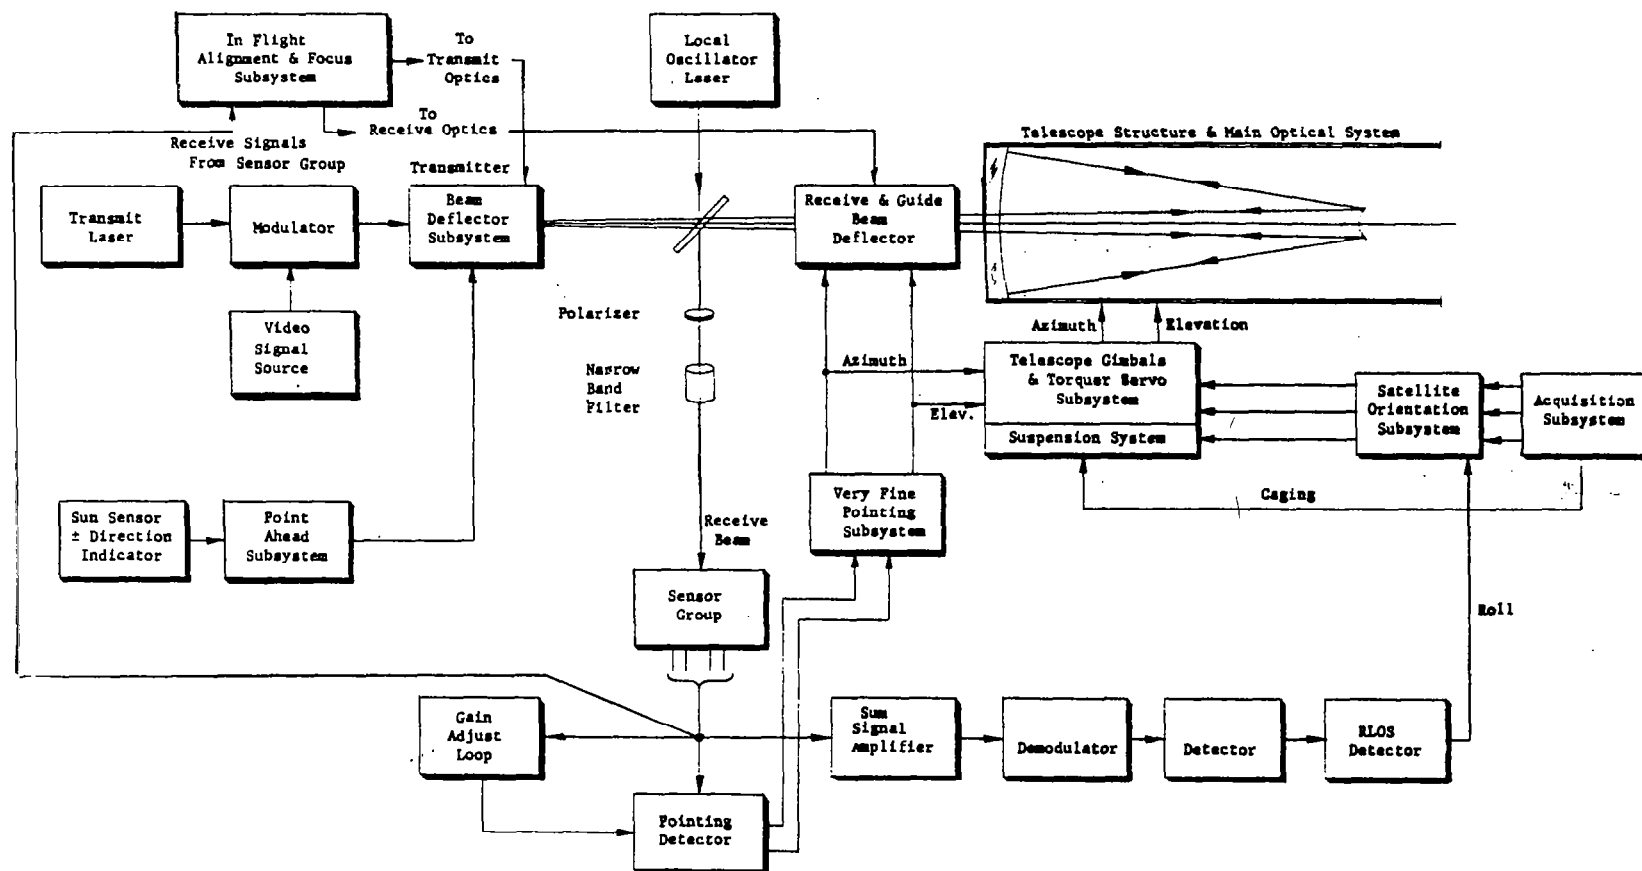 In Flight
Alignment & Focus
Subsystem
To
Transmit
Optics
Local
Oscillator
Laser
To
Receive Optics
Receive Signals
From Sensor Group
Telescope Structure & Main Optical System
Transmitter
Transmit
Laser
Modulator
Beam
Deflector
Subsystem
Receive & Guide
Beam
Deflector
Video
Signal
Source
Polarizer
Narrow
Band
Filter
Azimuth
Elevation
Azimuth
Elev.
Telescope Gimbals
& Torquer Servo
Subsystem
Suspension System
Satellite
Orientation
Subsystem
Acquisition
Subsystem
Caging
Sun Sensor
± Direction
Indicator
Point
Ahead
Subsystem
Receive
Beam
Very Fine
Pointing
Subsystem
Sensor
Group
Roll
Gain
Adjust
Loop
Sum
Signal
Amplifier
Demodulator
Detector
RLOS
Detector
Pointing
Detector